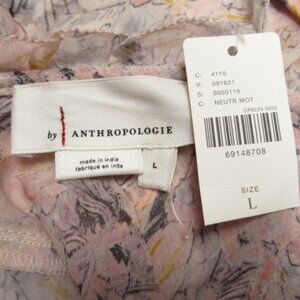 by ANTHROPOLOGIE
made in india
fabriqué en inde
L
C: 4110
V: 091621
S: 0000119
C: NEUTR MOT
69148708
SIZE
L